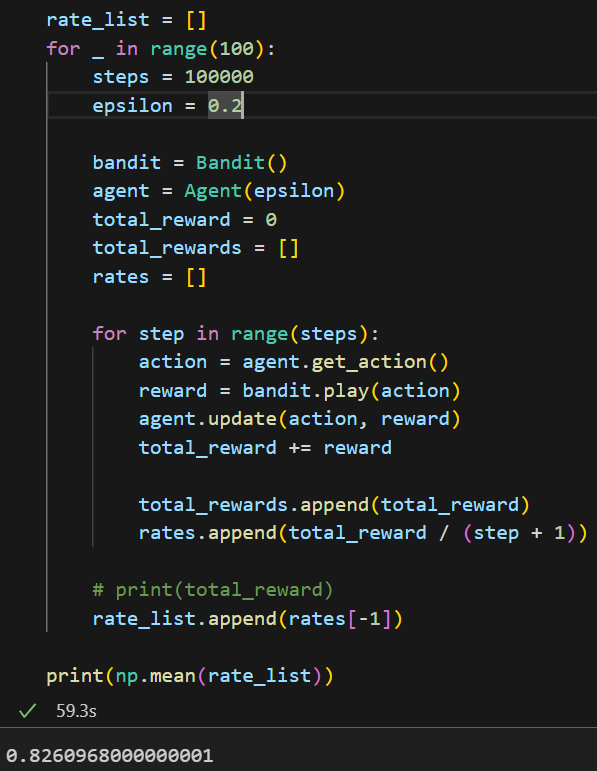 rate_list = []
for _ in range(100):
    steps = 100000
    epsilon = 0.2
    bandit = Bandit()
    agent = Agent(epsilon)
    total_reward = 0
    total_rewards = []
    rates = []
    for step in range(steps):
        action = agent.get_action()
        reward = bandit.play(action)
        agent.update(action, reward)
        total_reward += reward
        total_rewards.append(total_reward)
        rates.append(total_reward / (step + 1))
    # print(total_reward)
    rate_list.append(rates[-1])
print(np.mean(rate_list))
59.3s
0.8260968000000001